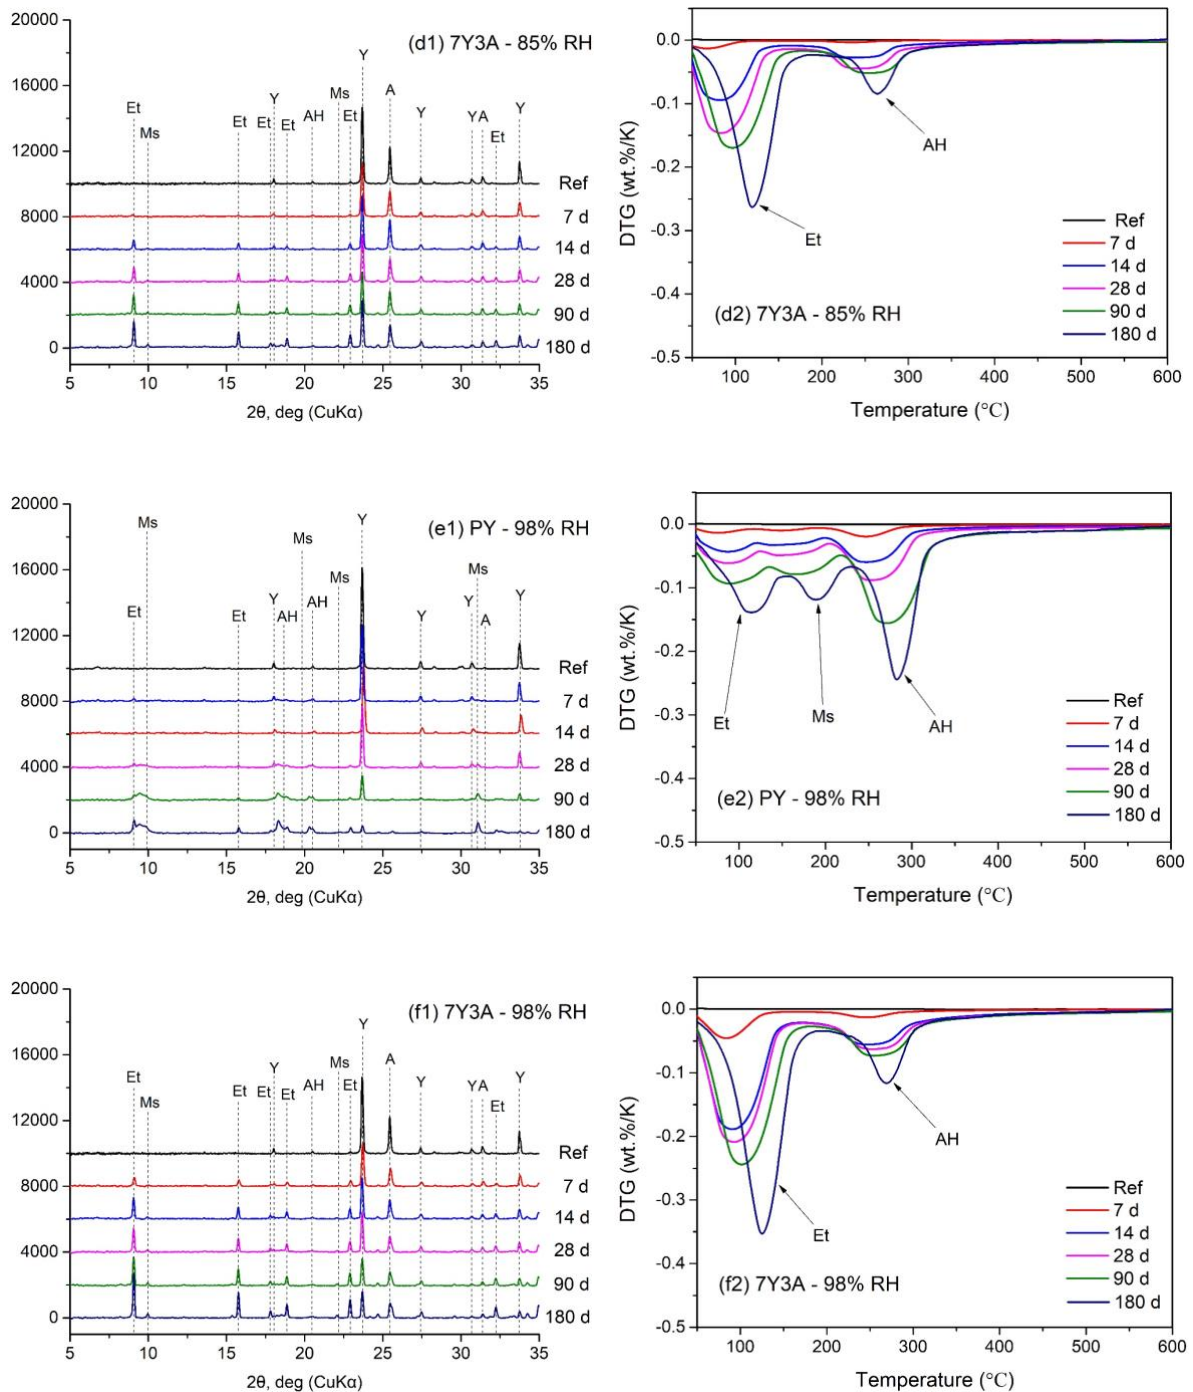 20000
16000
12000
8000
4000
0
(d1) 7Y3A - 85% RH
Et
Ms
Et
Et
Y
Et
AH
Ms
Et
Y
A
Y
Y
A
Et
Y
Ref
7 d
14 d
28 d
90 d
180 d
5 10 15 20 25 30 35
2θ, deg (CuKα)
0.0
-0.1
-0.2
-0.3
-0.4
-0.5
DTG (wt.%/K)
AH
Et
(d2) 7Y3A - 85% RH
Ref
7 d
14 d
28 d
90 d
180 d
100 200 300 400 500 600
Temperature (°C)
20000
16000
12000
8000
4000
0
(e1) PY - 98% RH
Et
Ms
Et
Y
AH
Ms
AH
Ms
Y
Y
Y
Ms
A
Y
Ref
7 d
14 d
28 d
90 d
180 d
5 10 15 20 25 30 35
2θ, deg (CuKα)
0.0
-0.1
-0.2
-0.3
-0.4
-0.5
DTG (wt.%/K)
Et
Ms
AH
(e2) PY - 98% RH
Ref
7 d
14 d
28 d
90 d
180 d
100 200 300 400 500 600
Temperature (°C)
20000
16000
12000
8000
4000
0
(f1) 7Y3A - 98% RH
Et
Ms
Et
Et
Y
Et
AH
Ms
Et
Y
A
Y
Y
A
Et
Y
Ref
7 d
14 d
28 d
90 d
180 d
5 10 15 20 25 30 35
2θ, deg (CuKα)
0.0
-0.1
-0.2
-0.3
-0.4
-0.5
DTG (wt.%/K)
AH
Et
(f2) 7Y3A - 98% RH
Ref
7 d
14 d
28 d
90 d
180 d
100 200 300 400 500 600
Temperature (°C)